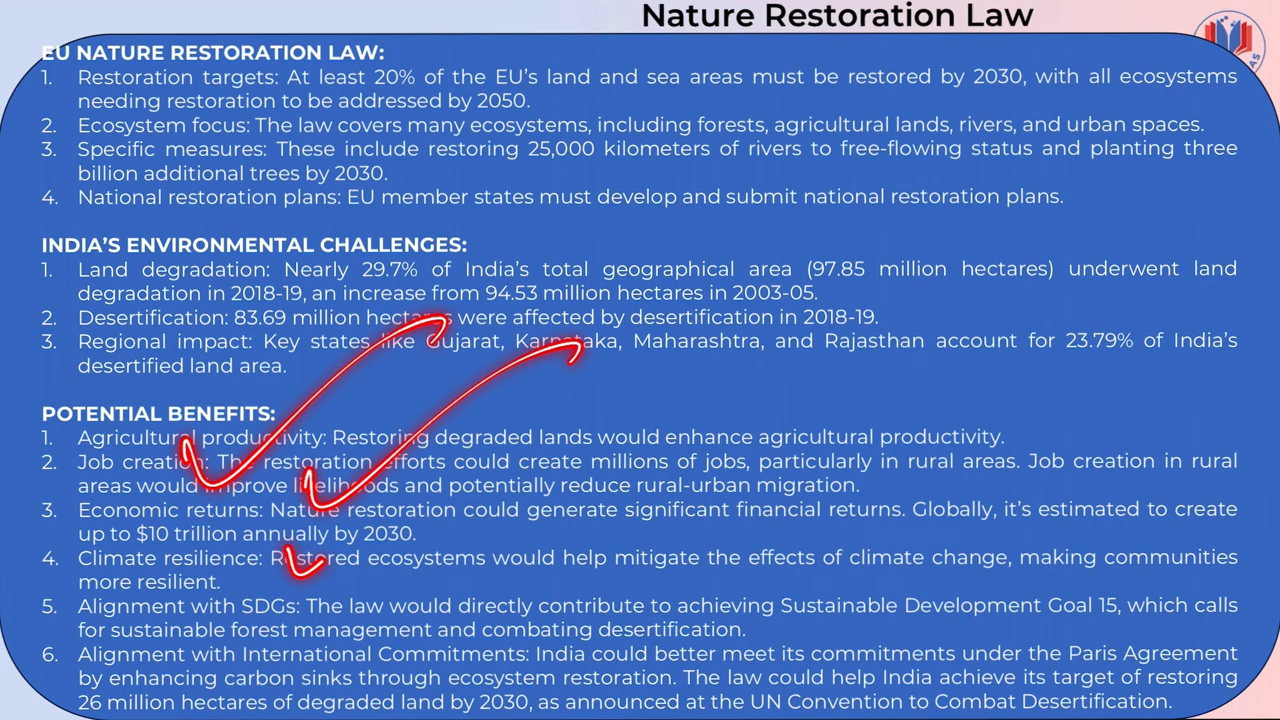 Nature Restoration Law
EU NATURE RESTORATION LAW:
1. Restoration targets: At least 20% of the EU's land and sea areas must be restored by 2030, with all ecosystems
needing restoration to be addressed by 2050.
2. Ecosystem focus: The law covers many ecosystems, including forests, agricultural lands, rivers, and urban spaces.
3. Specific measures: These include restoring 25,000 kilometers of rivers to free-flowing status and planting three
billion additional trees by 2030.
4. National restoration plans: EU member states must develop and submit national restoration plans.
INDIA'S ENVIRONMENTAL CHALLENGES:
1. Land degradation: Nearly 29.7% of India's total geographical area (97.85 million hectares) underwent land
degradation in 2018-19, an increase from 94.53 million hectares in 2003-05.
2. Desertification: 83.69 million hectares were affected by desertification in 2018-19.
3. Regional impact: Key states like Gujarat, Karnataka, Maharashtra, and Rajasthan account for 23.79% of India's
desertified land area.
POTENTIAL BENEFITS:
1. Agricultural productivity: Restoring degraded lands would enhance agricultural productivity.
2. Job creation: The restoration efforts could create millions of jobs, particularly in rural areas. Job creation in rural
areas would improve livelihoods and potentially reduce rural-urban migration.
3. Economic returns: Nature restoration could generate significant financial returns. Globally, it's estimated to create
up to $10 trillion annually by 2030.
4. Climate resilience: Restored ecosystems would help mitigate the effects of climate change, making communities
more resilient.
5. Alignment with SDGs: The law would directly contribute to achieving Sustainable Development Goal 15, which calls
for sustainable forest management and combating desertification.
6. Alignment with International Commitments: India could better meet its commitments under the Paris Agreement
by enhancing carbon sinks through ecosystem restoration. The law could help India achieve its target of restoring
26 million hectares of degraded land by 2030, as announced at the UN Convention to Combat Desertification.